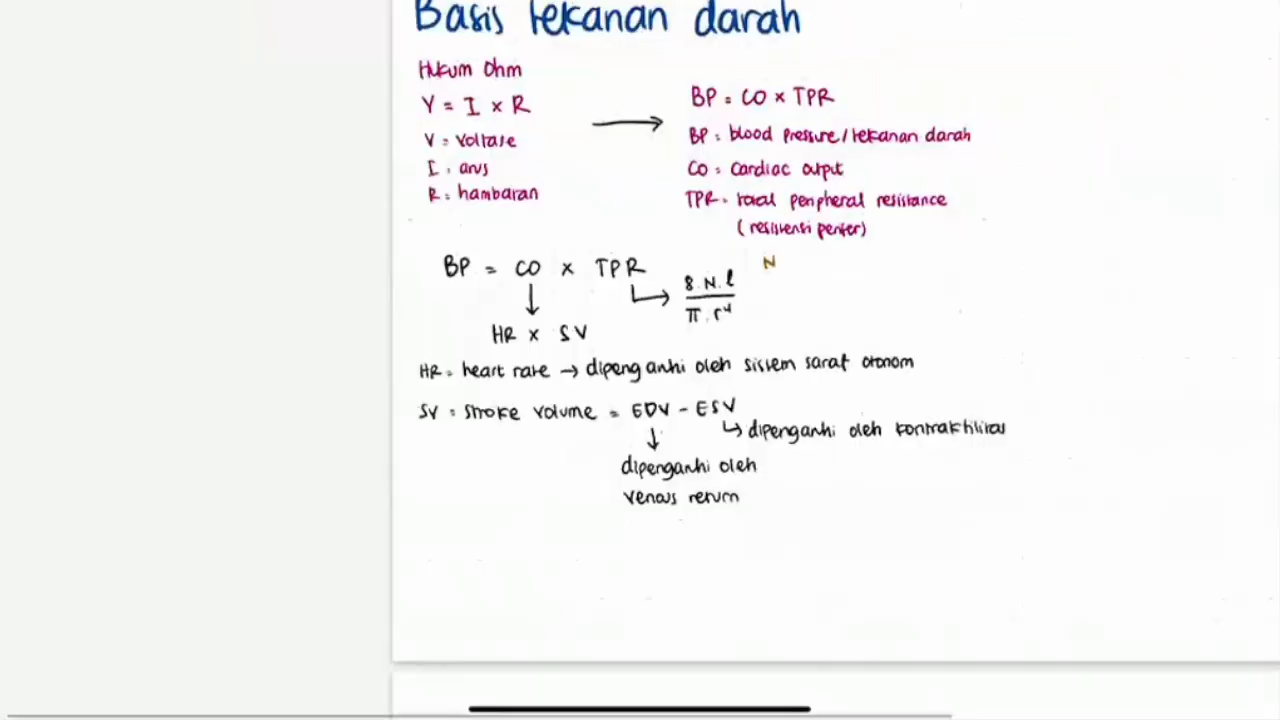 Basis tekanan darah
Hukum Ohm
V = I x R
V = Voltase
I = arus
R = hambatan
BP = CO x TPR
BP = blood pressure/tekanan darah
CO = Cardiac output
TPR = total peripheral resistance
(resistensi perifer)
BP = CO x TPR
8.N.l
π.r⁴
N
HR x SV
HR = heart rate → dipengaruhi oleh sistem saraf otonom
SV = stroke volume = EDV - ESV
dipengaruhi oleh kontraktilitas
dipengaruhi oleh
venous return